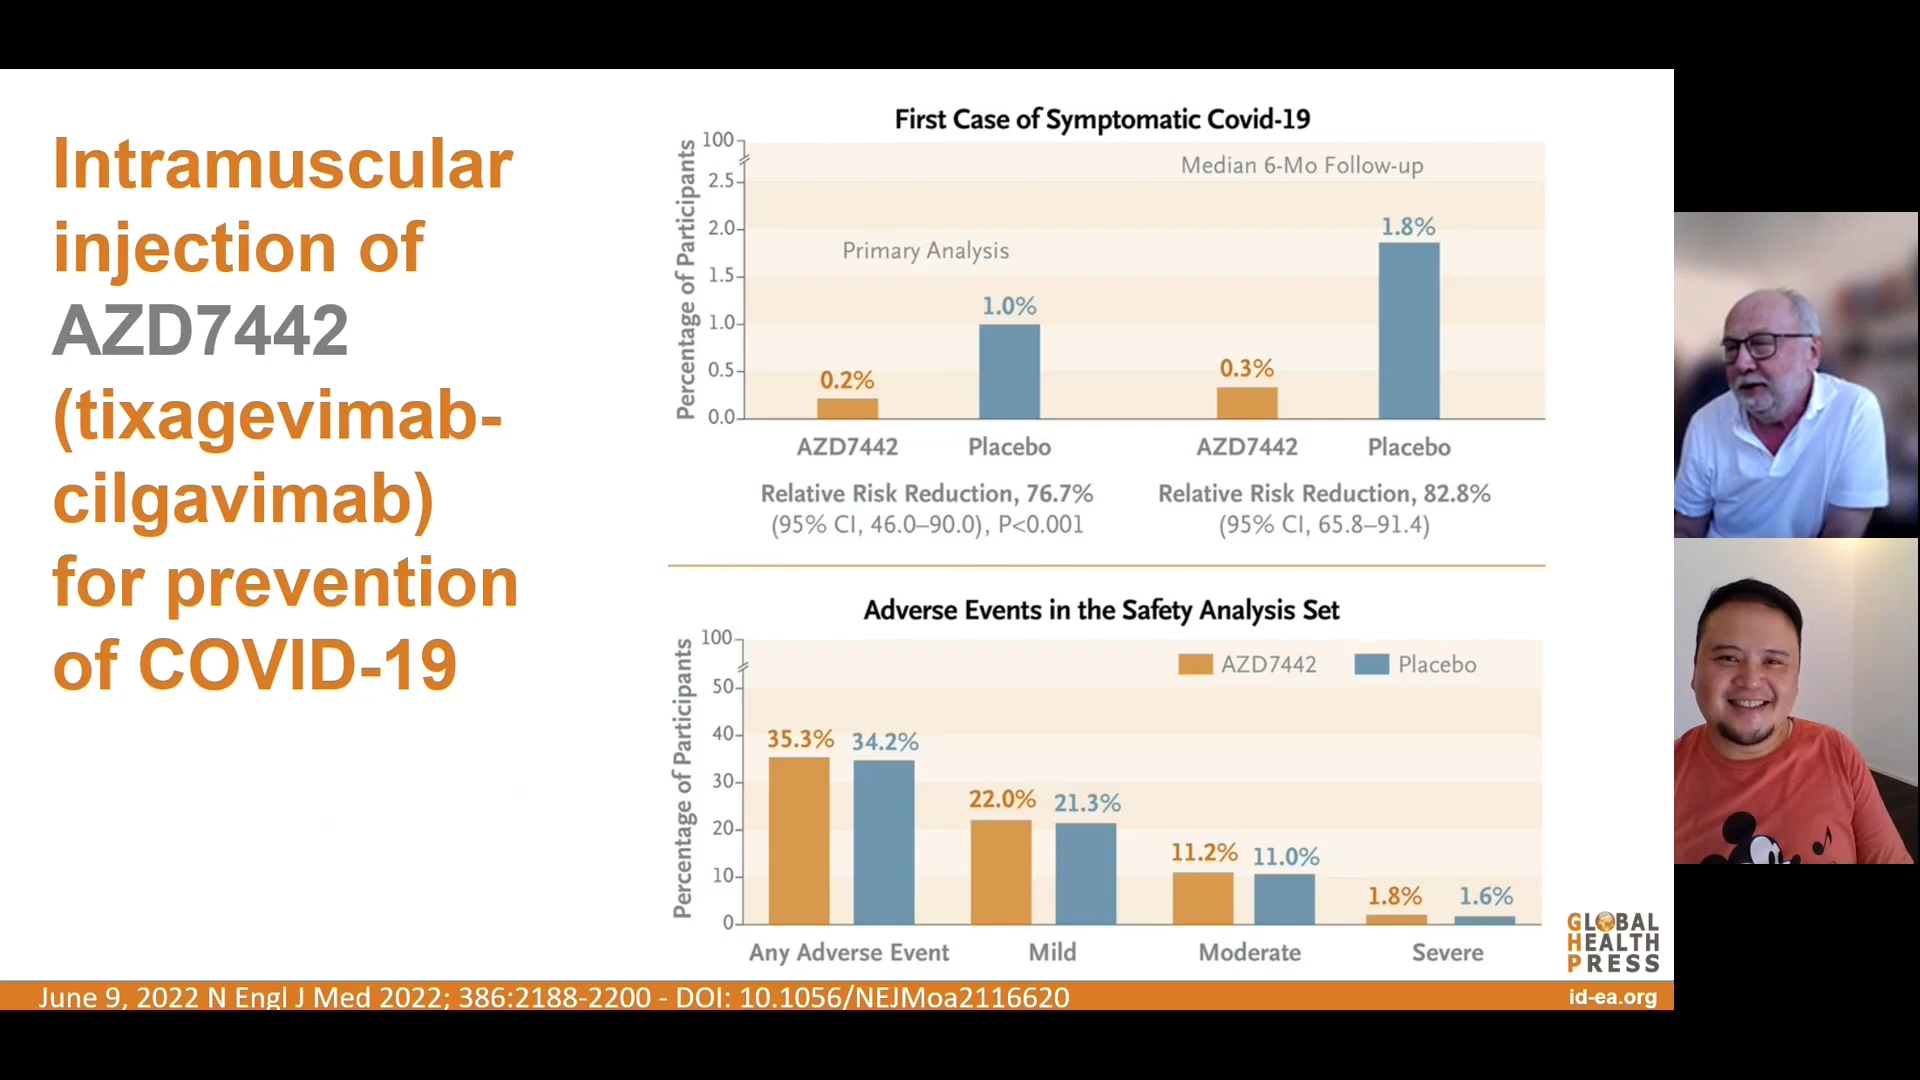 Intramuscular
injection of
AZD7442
(tixagevimab-
cilgavimab)
for prevention
of COVID-19
First Case of Symptomatic Covid-19
Percentage of Participants
100
2.5
2.0
1.5
1.0
0.5
0.0
Primary Analysis
Median 6-Mo Follow-up
0.2%
1.0%
0.3%
1.8%
AZD7442
Placebo
AZD7442
Placebo
Relative Risk Reduction, 76.7%
(95% CI, 46.0–90.0), P<0.001
Relative Risk Reduction, 82.8%
(95% CI, 65.8–91.4)
Adverse Events in the Safety Analysis Set
Percentage of Participants
100
50
40
30
20
10
0
AZD7442
Placebo
35.3%
34.2%
22.0%
21.3%
11.2%
11.0%
1.8%
1.6%
Any Adverse Event
Mild
Moderate
Severe
GLOBAL
HEALTH
PRESS
June 9, 2022 N Engl J Med 2022; 386:2188-2200 - DOI: 10.1056/NEJMoa2116620
id-ea.org